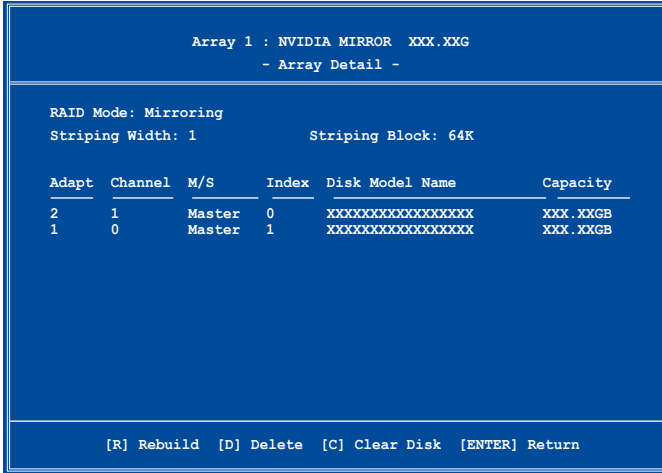 Array 1 : NVIDIA MIRROR XXX.XXG
- Array Detail -
RAID Mode: Mirroring
Striping Width: 1 Striping Block: 64K
Adapt Channel M/S Index Disk Model Name Capacity
2 1 Master 0 XXXXXXXXXXXXXXXXX XXX.XXGB
1 0 Master 1 XXXXXXXXXXXXXXXXX XXX.XXGB
[R] Rebuild [D] Delete [C] Clear Disk [ENTER] Return